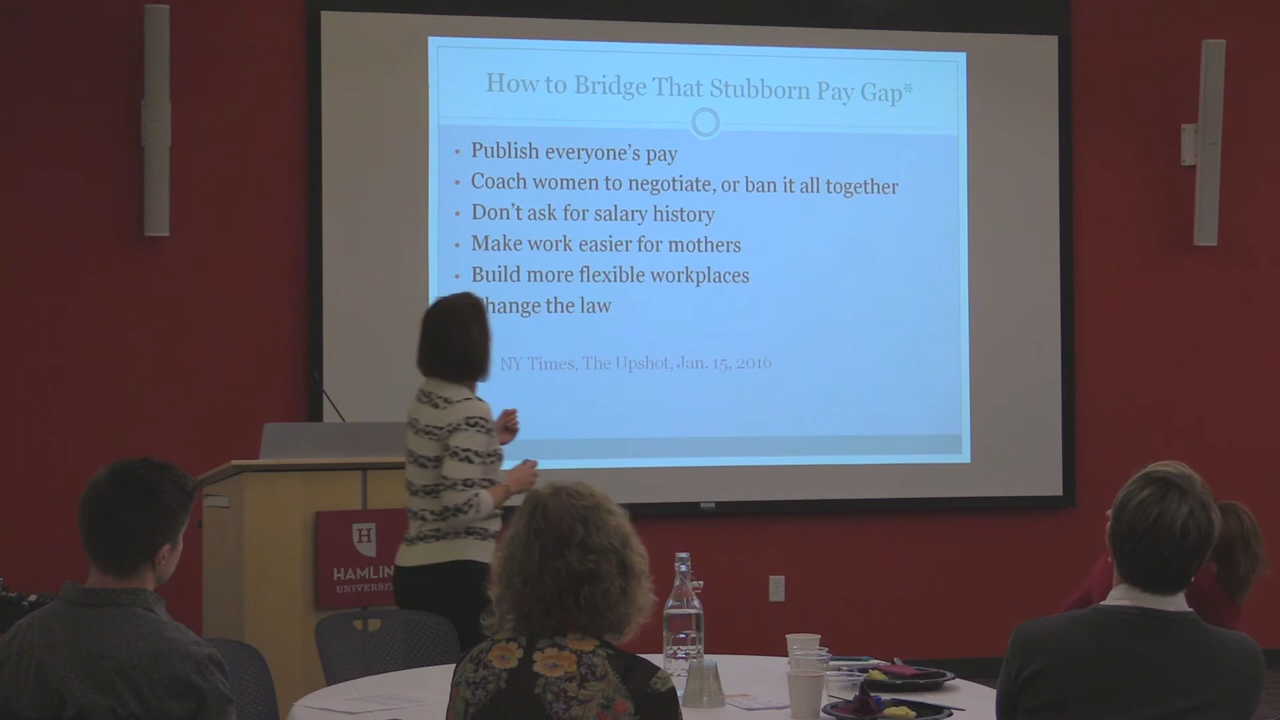 How to Bridge That Stubborn Pay Gap*
• Publish everyone's pay
• Coach women to negotiate, or ban it all together
• Don't ask for salary history
• Make work easier for mothers
• Build more flexible workplaces
hange the law
NY Times, The Upshot, Jan. 15, 2016
H
HAMLIN
UNIVERSI